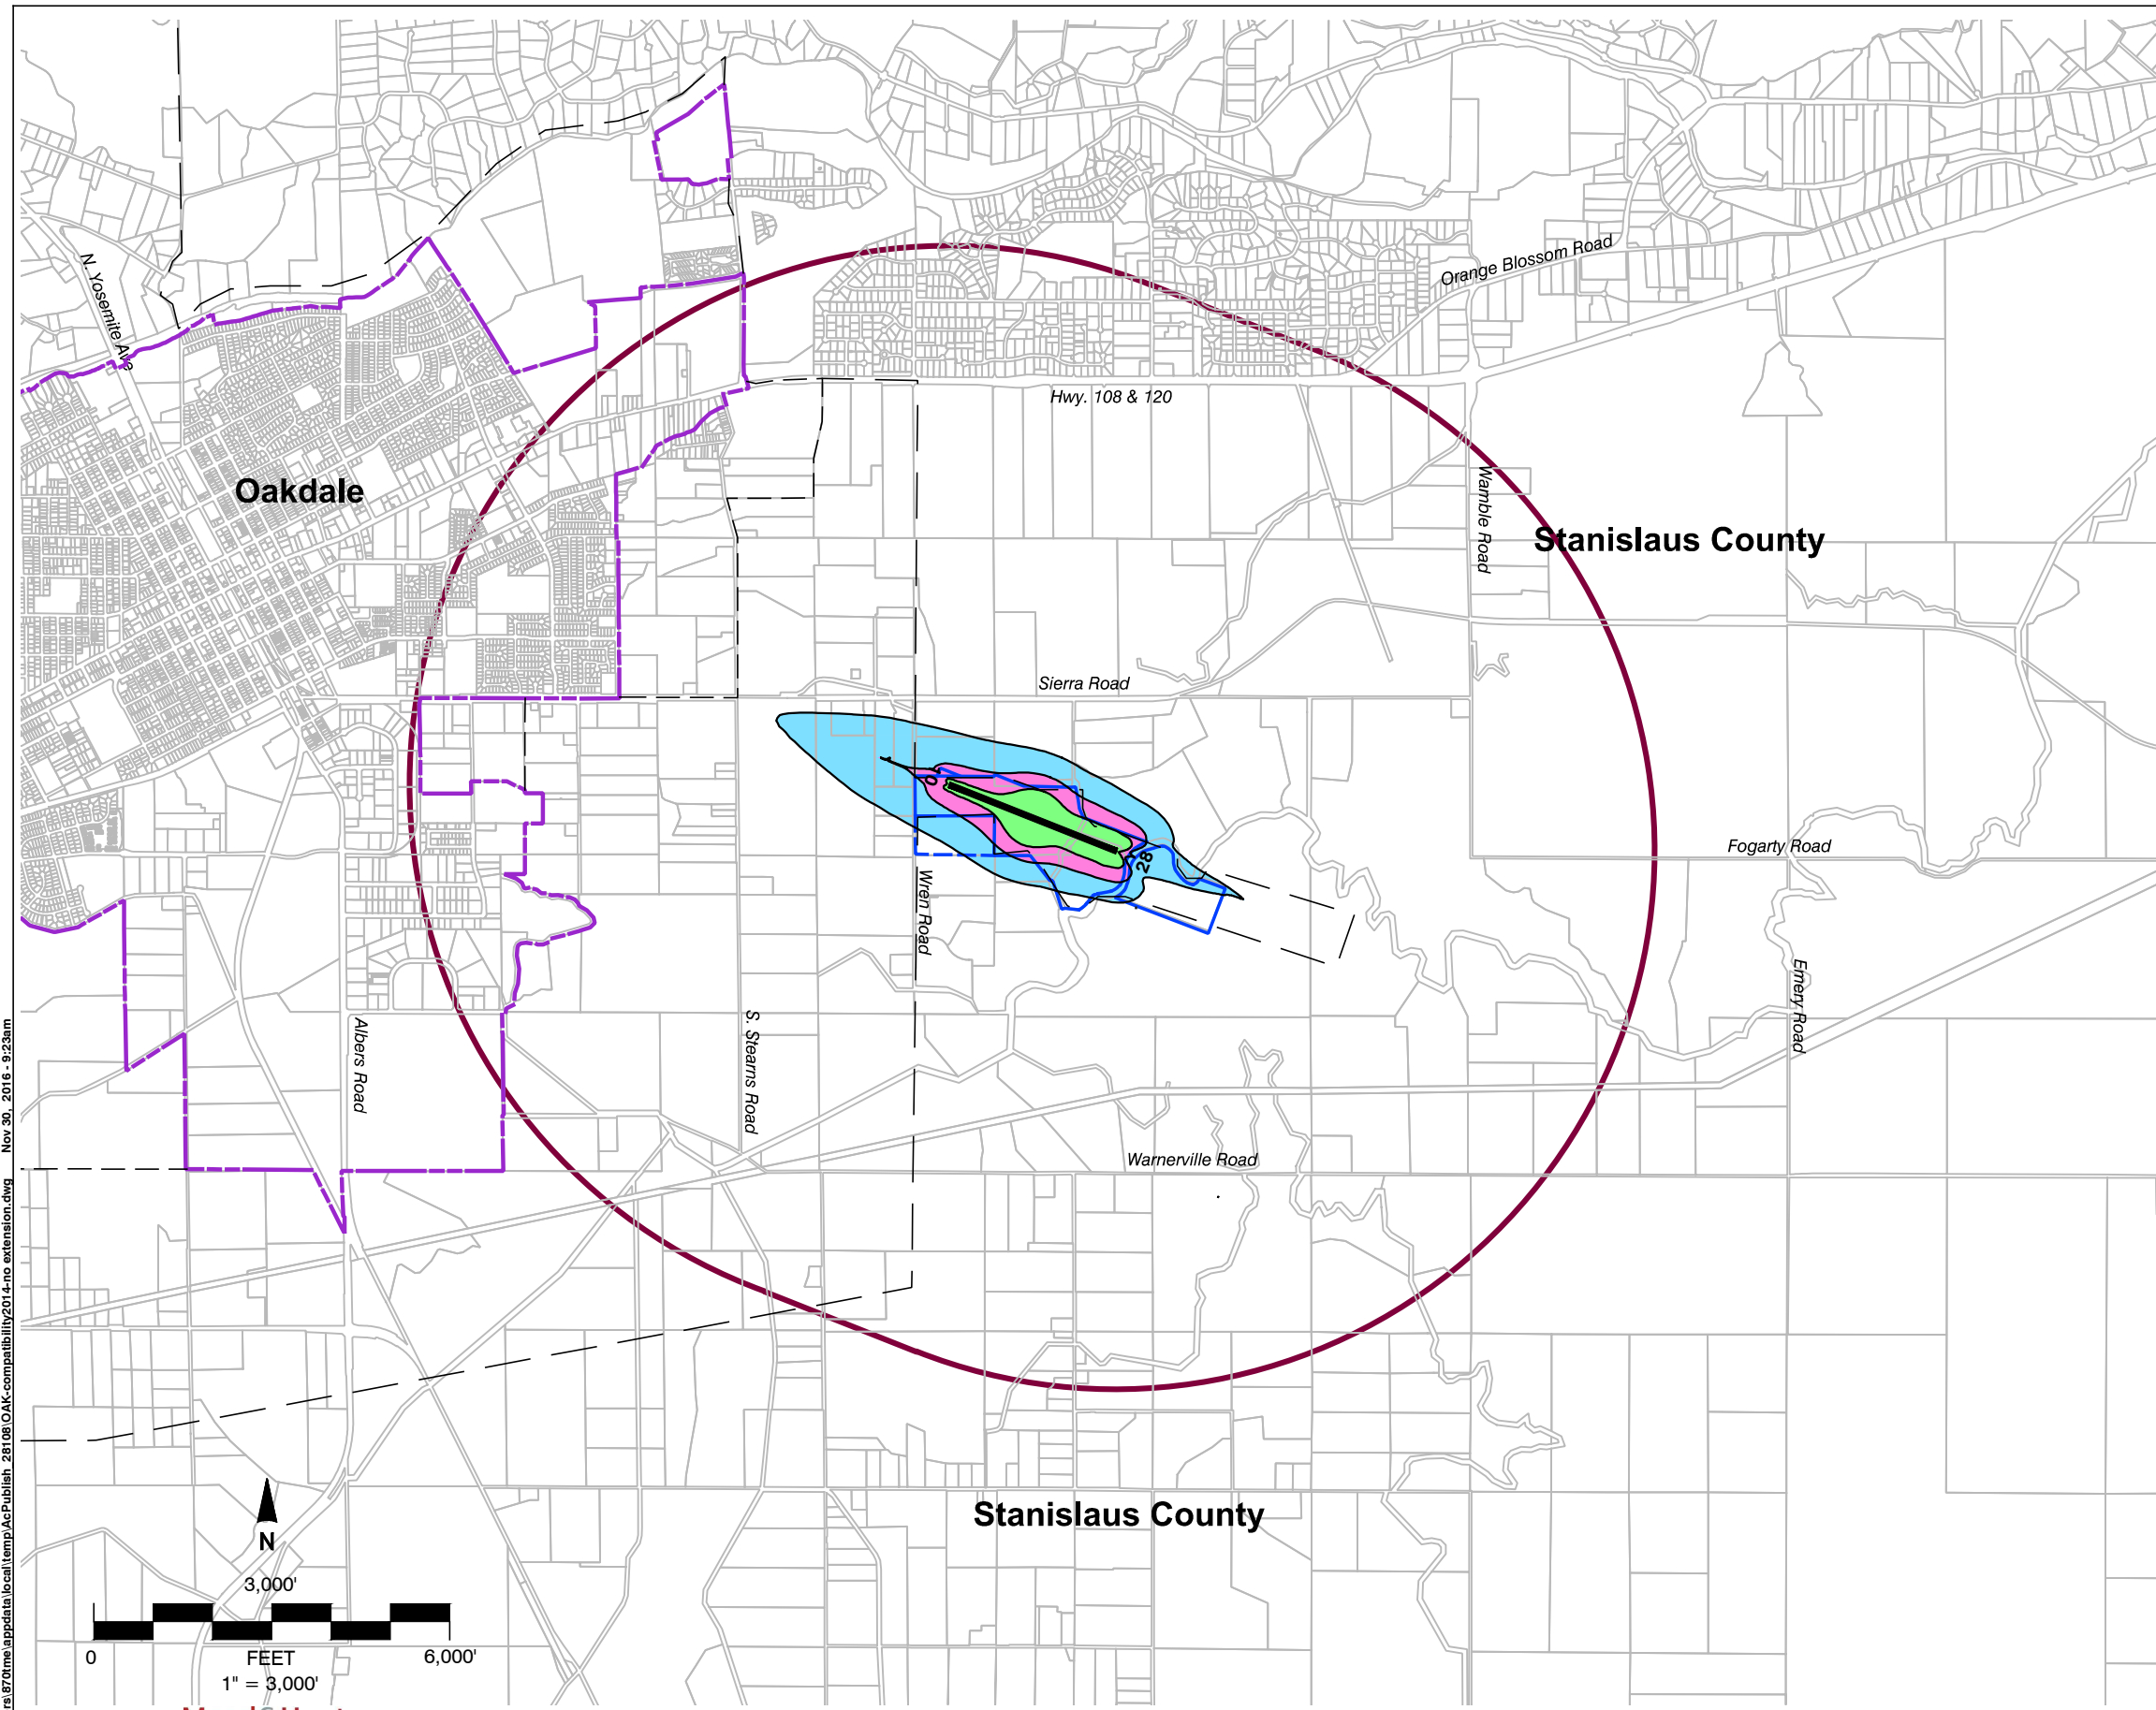 N. Yosemite Ave
Orange Blossom Road
Hwy. 108 & 120
Oakdale
Wamble Road
Stanislaus County
Sierra Road
10
28
Fogarty Road
Wren Road
Emery Road
S. Stearns Road
Albers Road
Warnerville Road
Stanislaus County
N
3,000'
0
FEET
6,000'
1" = 3,000'
rs\870tme\appdata\local\temp\AcPublish_28108\OAK-compatibility2014-no extension.dwg Nov 30, 2016 - 9:23am